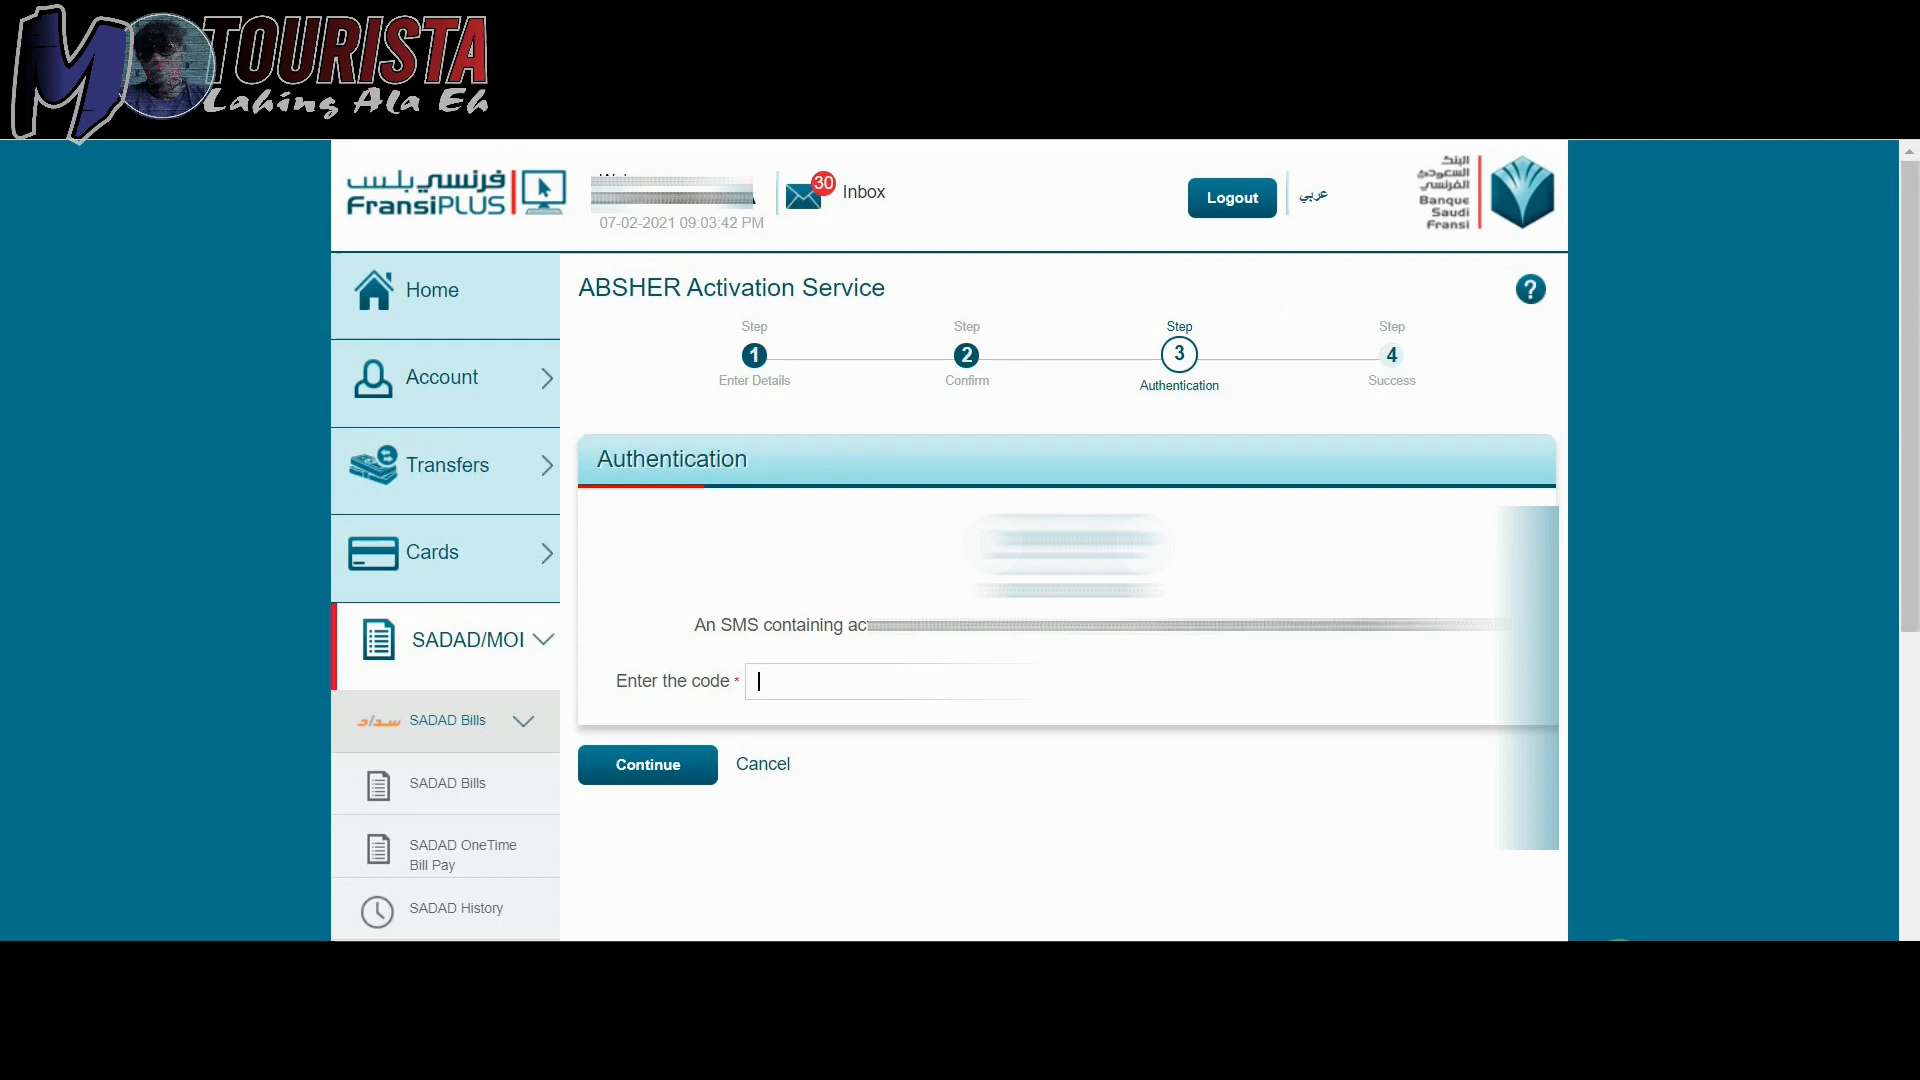 M TOURISTA
Lahing Ala Eh
فرنسي بلس
FransiPLUS
07-02-2021 09:03:42 PM
30
Inbox
Logout
عربي
البنك
السعودي
الفرنسي
Banque
Saudi
Fransi
Home
Account
Transfers
Cards
SADAD/MOI
سداد SADAD Bills
SADAD Bills
SADAD OneTime
Bill Pay
SADAD History
ABSHER Activation Service
?
Step Step Step Step
1 2 3 4
Enter Details Confirm Authentication Success
Authentication
An SMS containing
Enter the code *
Continue Cancel